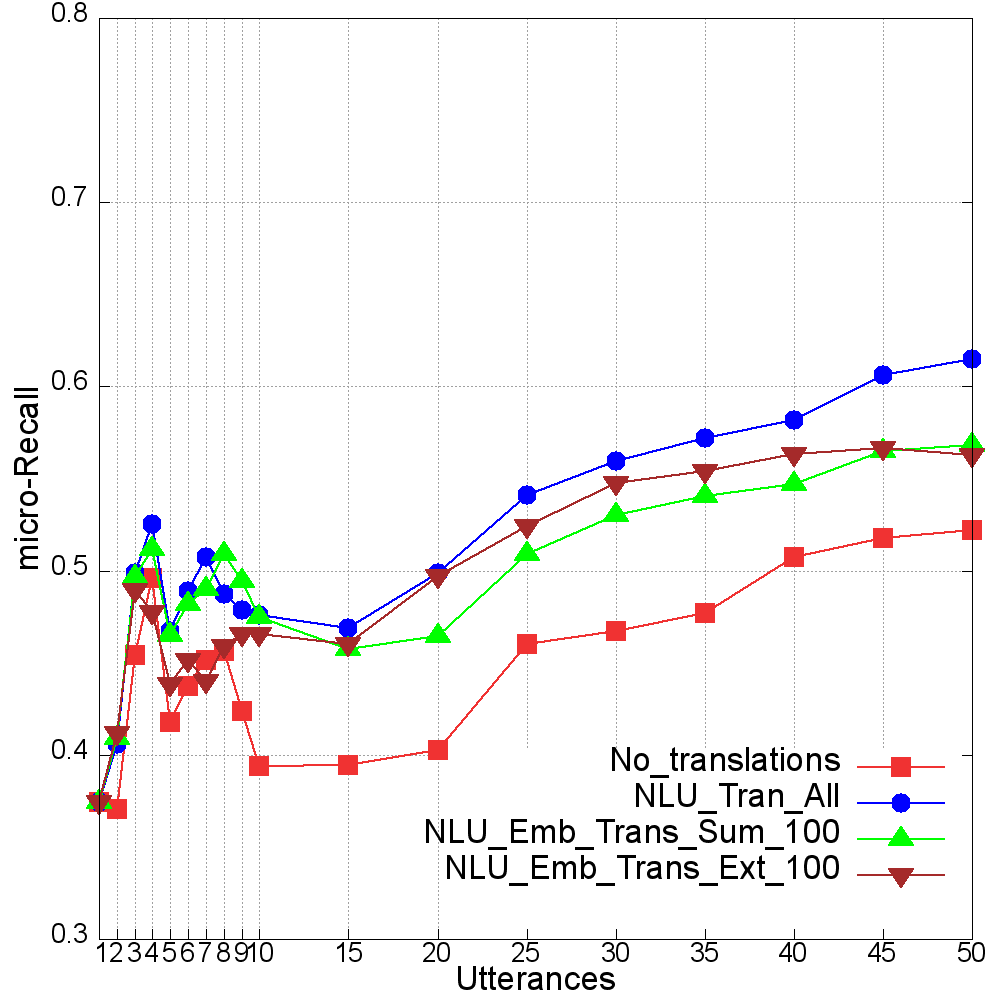 0.8
0.7
0.6
0.5
0.4
0.3
micro-Recall
No_translations
NLU_Tran_All
NLU_Emb_Trans_Sum_100
NLU_Emb_Trans_Ext_100
1 2 3 4 5 6 7 8 9 10 15 20 25 30 35 40 45 50
Utterances